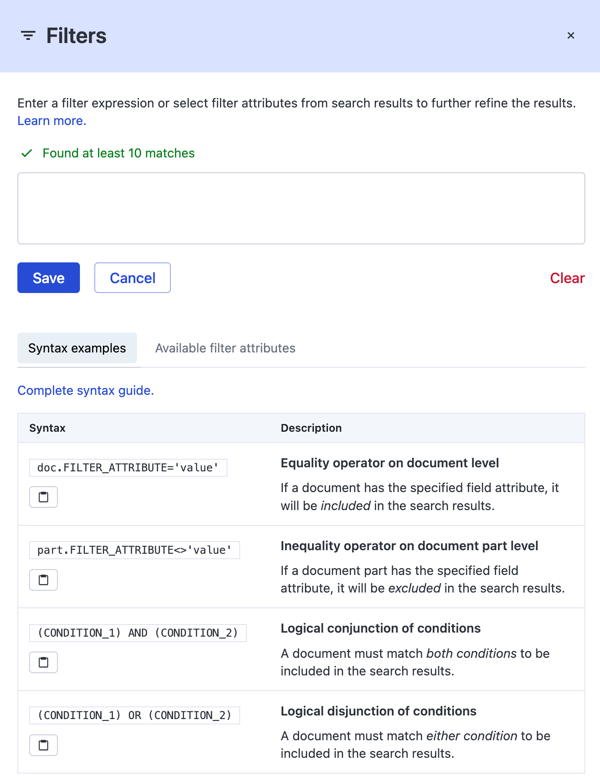 Filters
×
Enter a filter expression or select filter attributes from search results to further refine the results.
Learn more.
Found at least 10 matches
Save
Cancel
Clear
Syntax examples
Available filter attributes
Complete syntax guide.
Syntax
Description
doc.FILTER_ATTRIBUTE='value'
Equality operator on document level
If a document has the specified field attribute, it
will be included in the search results.
part.FILTER_ATTRIBUTE<>'value'
Inequality operator on document part level
If a document part has the specified field
attribute, it will be excluded in the search results.
(CONDITION_1) AND (CONDITION_2)
Logical conjunction of conditions
A document must match both conditions to be
included in the search results.
(CONDITION_1) OR (CONDITION_2)
Logical disjunction of conditions
A document must match either condition to be
included in the search results.